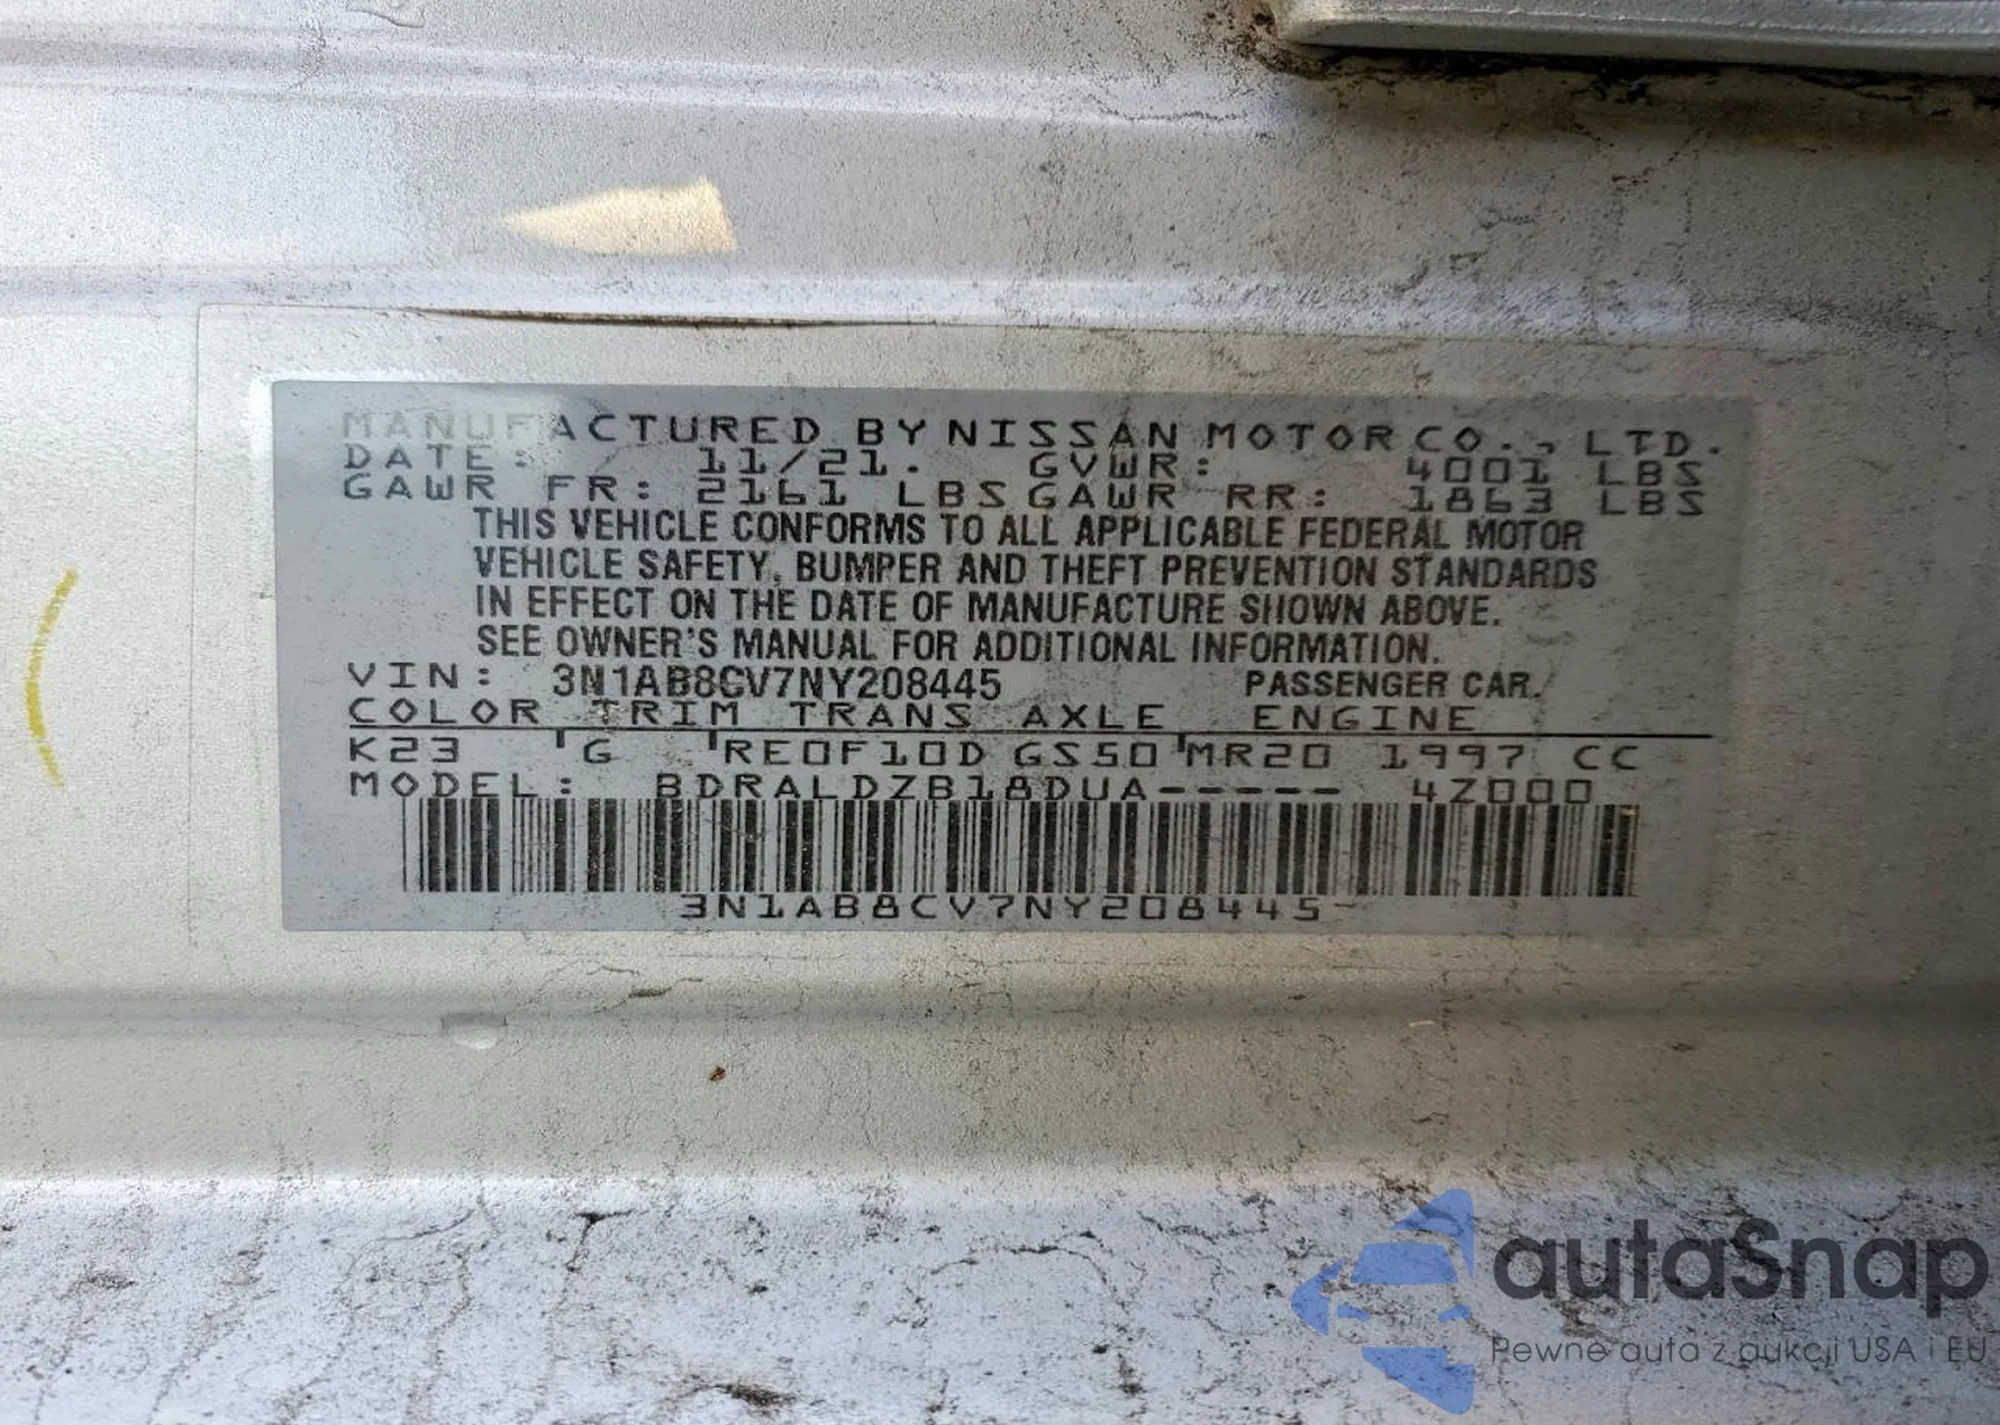 MANUFACTURED BY NISSAN MOTOR CO., LTD.
DATE: 11/21. GVWR: 4001 LBS
GAWR FR: 2161 LBS GAWR RR: 1863 LBS
THIS VEHICLE CONFORMS TO ALL APPLICABLE FEDERAL MOTOR
VEHICLE SAFETY, BUMPER AND THEFT PREVENTION STANDARDS
IN EFFECT ON THE DATE OF MANUFACTURE SHOWN ABOVE.
SEE OWNER'S MANUAL FOR ADDITIONAL INFORMATION.
VIN: 3N1AB8CV7NY208445 PASSENGER CAR.
COLOR TRIM TRANS AXLE ENGINE
K23 G RE0F10D GS50 MR20 1997 CC
MODEL: BDRALDZB18DUA----- 4Z000
3N1AB8CV7NY208445
autaSnap
Pewne auta z aukcji USA i EU